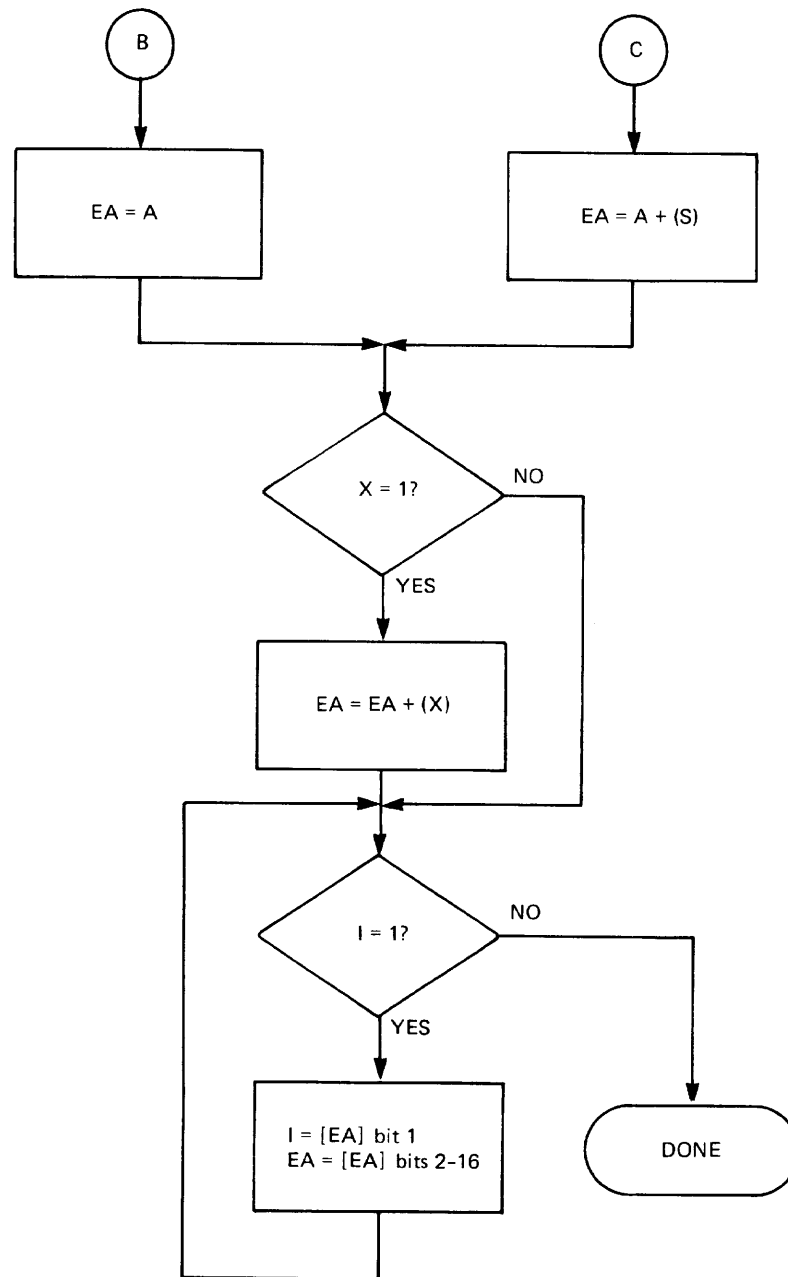 B
C
EA = A
EA = A + (S)
X = 1?
NO
YES
EA = EA + (X)
I = 1?
NO
YES
I = [EA] bit 1
EA = [EA] bits 2-16
DONE